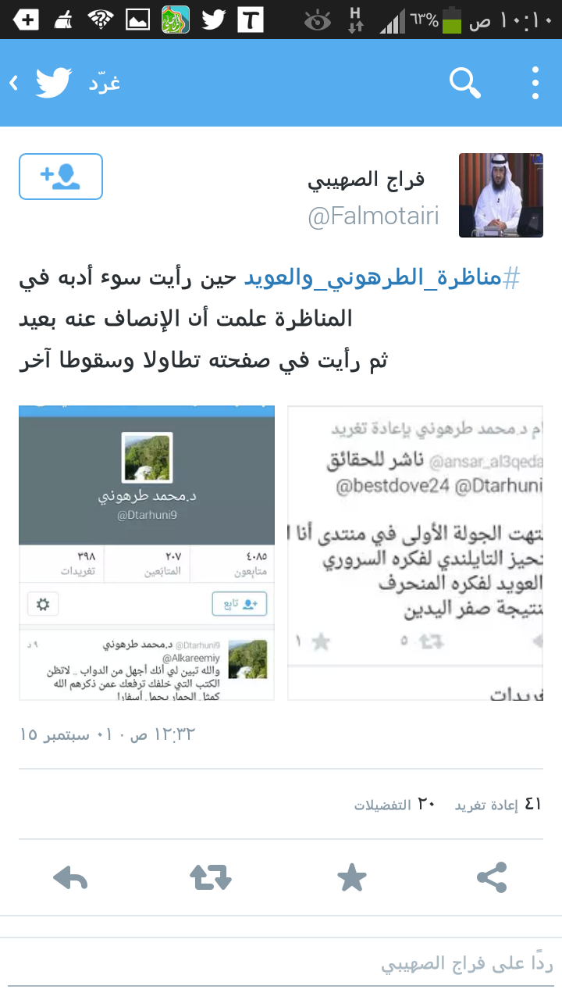 ١٠:١٠ ص
٦٣%
H
T
غرّد
فراج الصهيبي
@Falmotairi
#مناظرة_الطرهوني_والعويد حين رأيت سوء أدبه في
المناظرة علمت أن الإنصاف عنه بعيد
ثم رأيت في صفحته تطاولا وسقوطا آخر
د.محمد طرهوني
@Dtarhuni9
٤٠٨٥ ٢٠٧ ٣٩٨
متابعون المتابَعين تغريدات
تابع
د.محمد طرهوني @Dtarhuni9 ٩ د
@Alkareemiy
والله تبين لي أنك أجهل من الدواب .. لاتظن
الكتب التي خلفك ترفعك عمن ذكرهم الله
كمثل الحمار يحمل أسفارا
د.محمد طرهوني بإعادة تغريد
ناشر للحقائق @ansar_al3qeda
@bestdove24 @Dtarhuni
نتهت الجولة الأولى في منتدى أنا
تحيز التايلندي لفكره السروري
العويد لفكره المنحرف
نتيجة صفر اليدين
٥ ١
غريدات
١٢:٣٢ ص · ٠١ سبتمبر ١٥
٤١ إعادة تغريد ٢٠ التفضيلات
ردًا على فراج الصهيبي